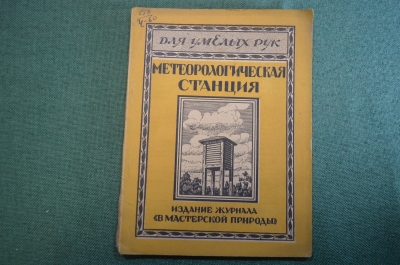 ДЛЯ УМЕЛЫХ РУК
МЕТЕОРОЛОГИЧЕСКАЯ
СТАНЦИЯ
ИЗДАНИЕ ЖУРНАЛА
«В МАСТЕРСКОЙ ПРИРОДЫ»